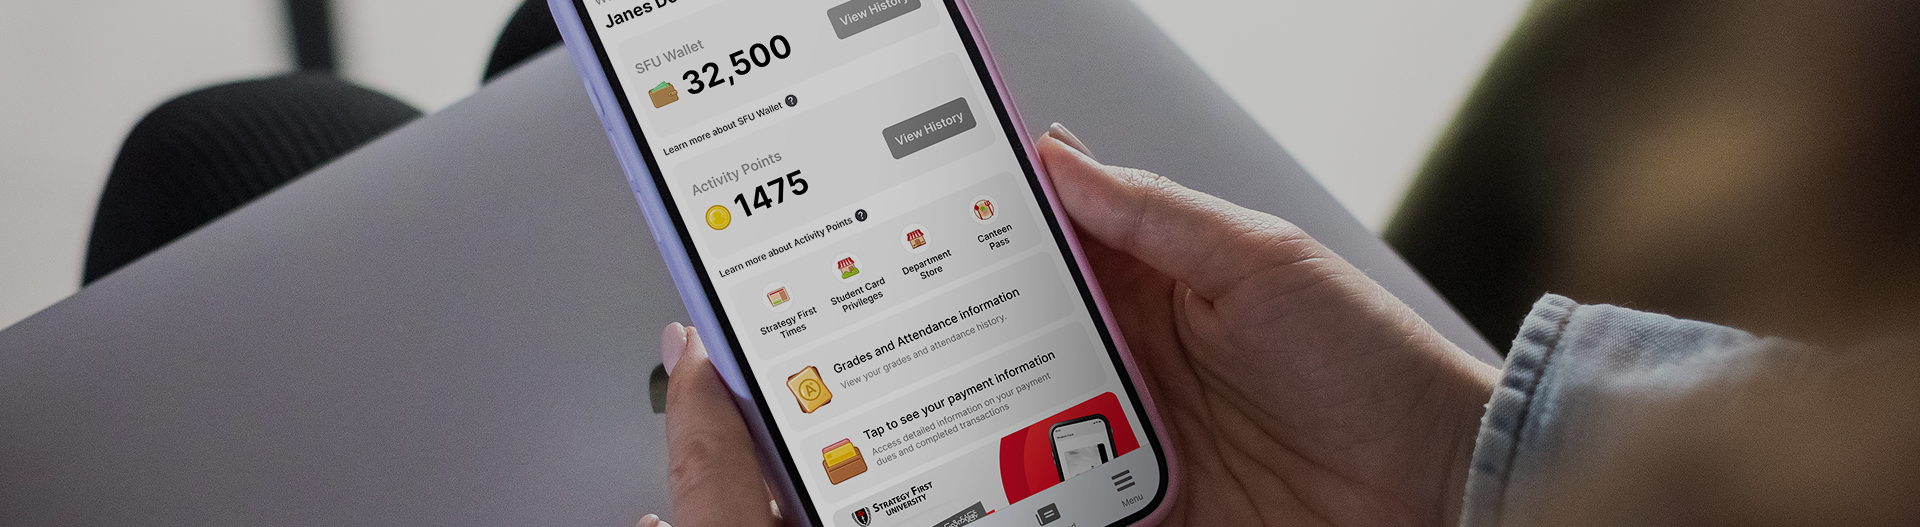 Janes
SFU Wallet
View History
32,500
Learn more about SFU Wallet ?
Activity Points
View History
1475
Learn more about Activity Points ?
Strategy First
Times
Student Card
Privileges
Department
Store
Canteen
Pass
Grades and Attendance information
View your grades and attendance history.
A
Tap to see your payment information
Access detailed information on your payment
dues and completed transactions
STRATEGY FIRST
UNIVERSITY
Menu